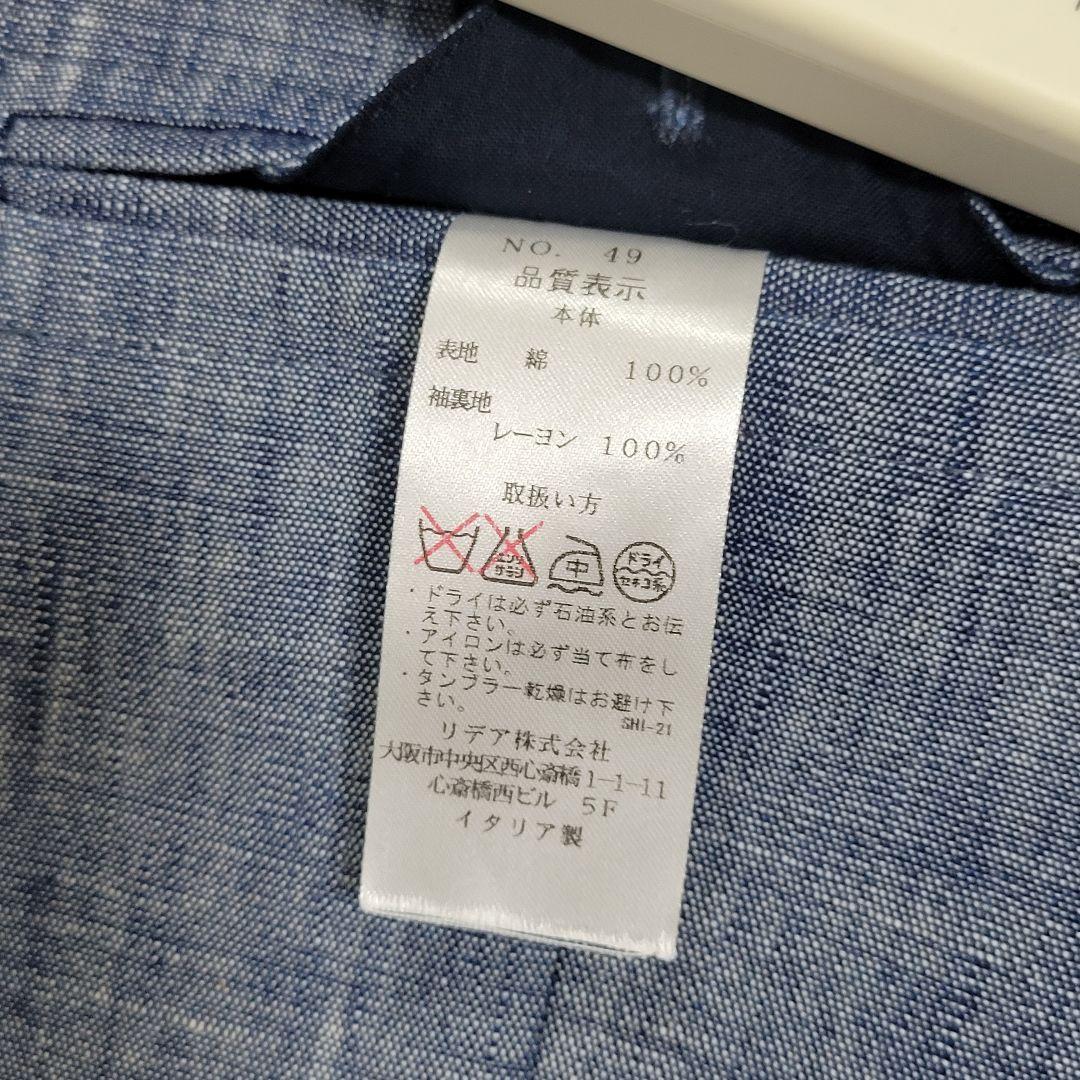 NO. 49
品質表示
本体
表地 綿 100%
袖裏地
レーヨン 100%
取扱い方
エンソ サラシ 中 ドライ セキユ系
・ドライは必ず石油系とお伝
え下さい。
・アイロンは必ず当て布をし
て下さい。
・タンブラー乾燥はお避け下
さい。
SHI-21
リデア株式会社
大阪市中央区西心斎橋1-1-11
心斎橋西ビル 5F
イタリア製